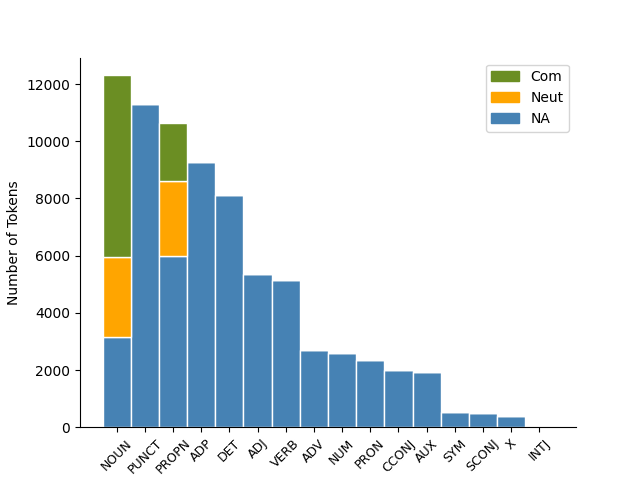 Com
Neut
NA
Number of Tokens
12000
10000
8000
6000
4000
2000
0
NOUN
PUNCT
PROPN
ADP
DET
ADJ
VERB
ADV
NUM
PRON
CCONJ
AUX
SYM
SCONJ
X
INTJ